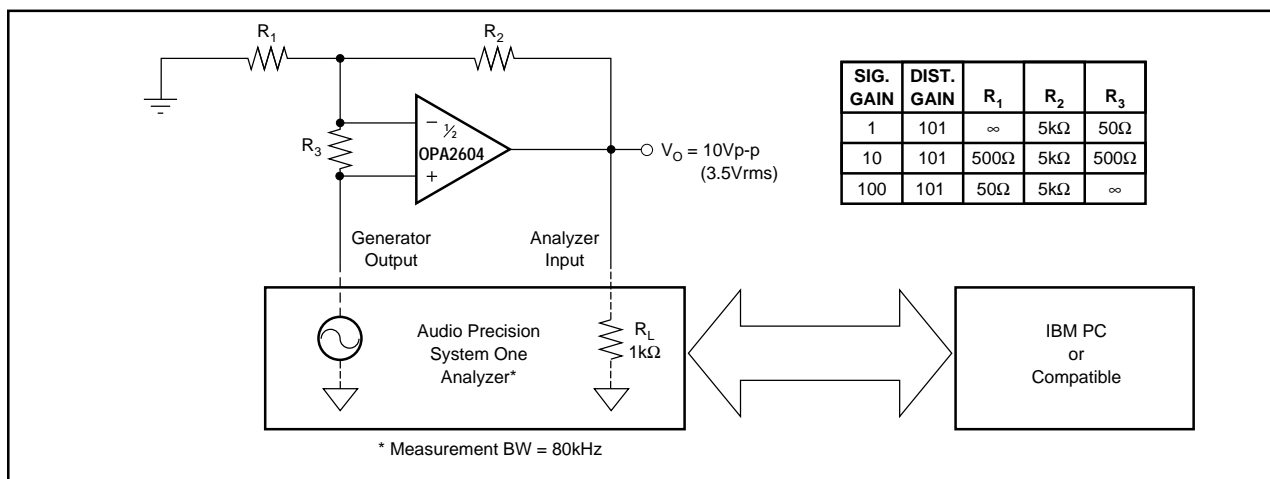 R1
R2
R3
− ½
OPA2604
+
VO = 10Vp-p
(3.5Vrms)
Generator
Output
Analyzer
Input
Audio Precision
System One
Analyzer*
RL
1kΩ
IBM PC
or
Compatible
* Measurement BW = 80kHz
SIG. GAIN DIST. GAIN R1 R2 R3
1 101 ∞ 5kΩ 50Ω
10 101 500Ω 5kΩ 500Ω
100 101 50Ω 5kΩ ∞